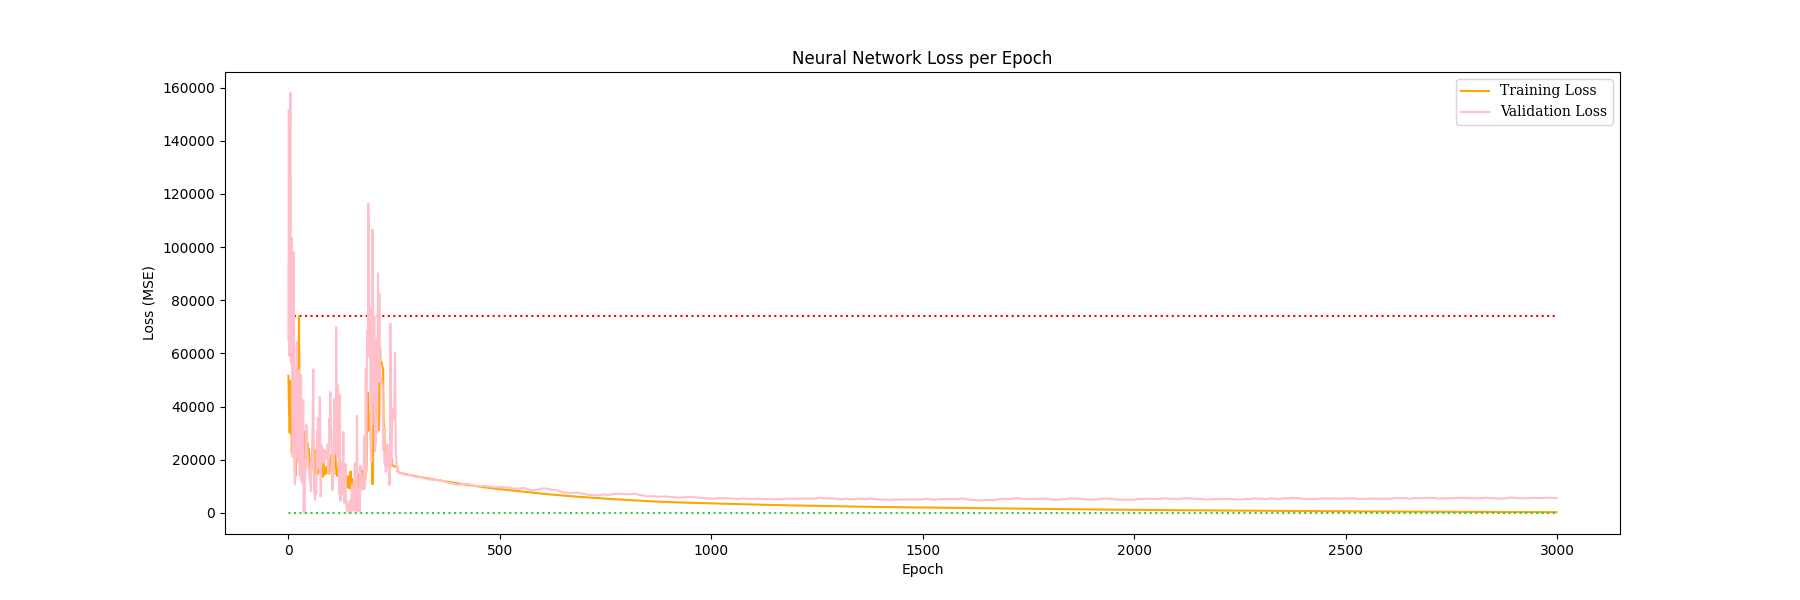 Neural Network Loss per Epoch
Training Loss
Validation Loss
160000
140000
120000
100000
80000
60000
40000
20000
0
Loss (MSE)
0 500 1000 1500 2000 2500 3000
Epoch